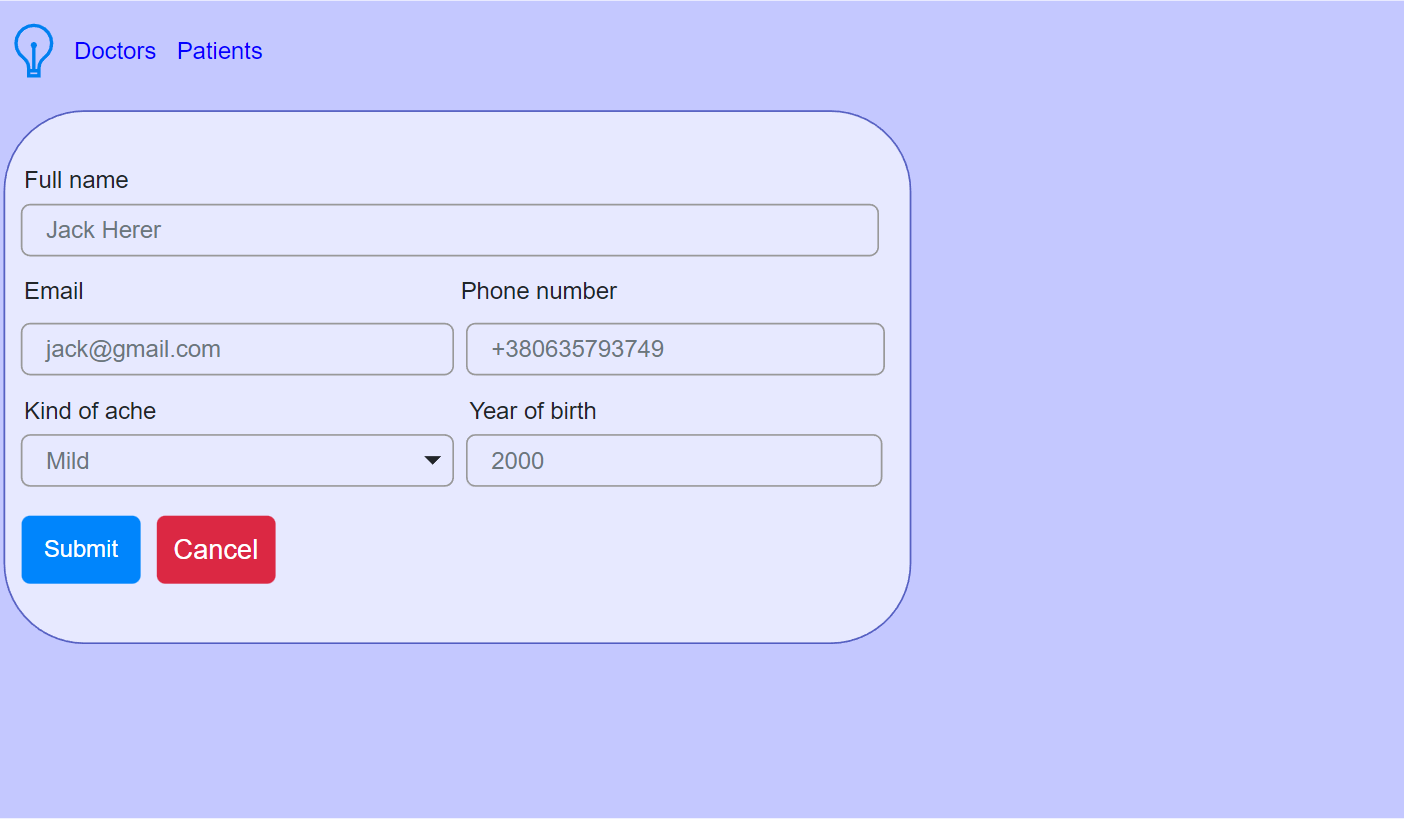 Doctors Patients
Full name
Jack Herer
Email Phone number
jack@gmail.com +380635793749
Kind of ache Year of birth
Mild 2000
Submit Cancel